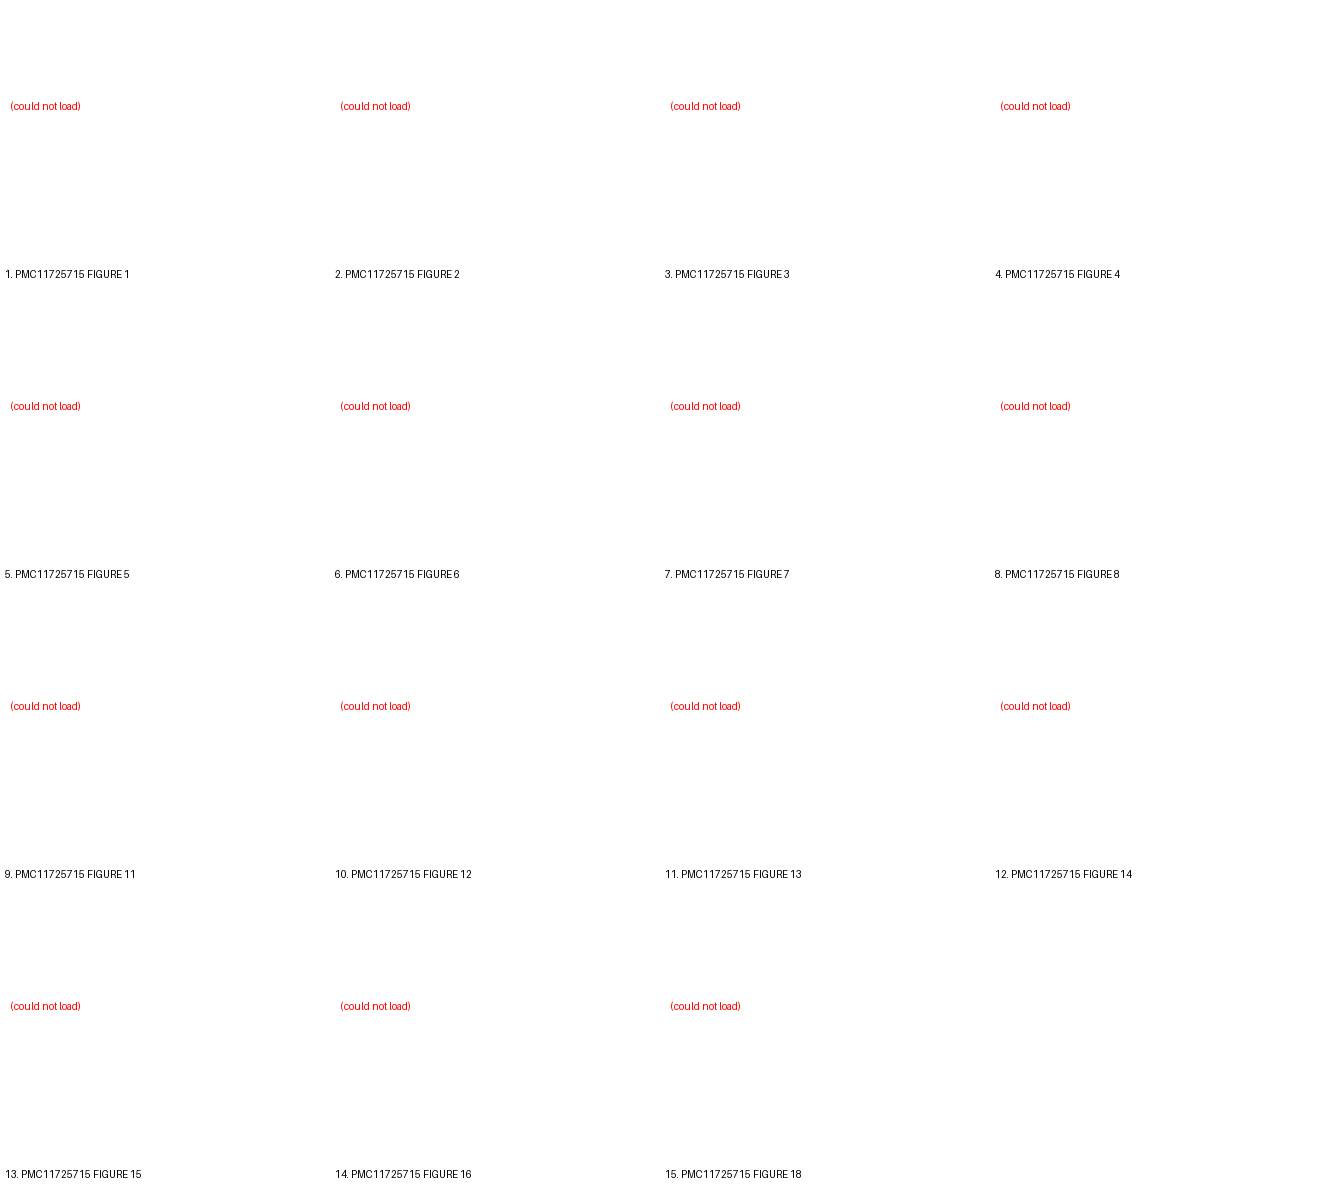 (could not load) (could not load) (could not load) (could not load)
1. PMC11725715 FIGURE 1 2. PMC11725715 FIGURE 2 3. PMC11725715 FIGURE 3 4. PMC11725715 FIGURE 4
(could not load) (could not load) (could not load) (could not load)
5. PMC11725715 FIGURE 5 6. PMC11725715 FIGURE 6 7. PMC11725715 FIGURE 7 8. PMC11725715 FIGURE 8
(could not load) (could not load) (could not load) (could not load)
9. PMC11725715 FIGURE 11 10. PMC11725715 FIGURE 12 11. PMC11725715 FIGURE 13 12. PMC11725715 FIGURE 14
(could not load) (could not load) (could not load)
13. PMC11725715 FIGURE 15 14. PMC11725715 FIGURE 16 15. PMC11725715 FIGURE 18